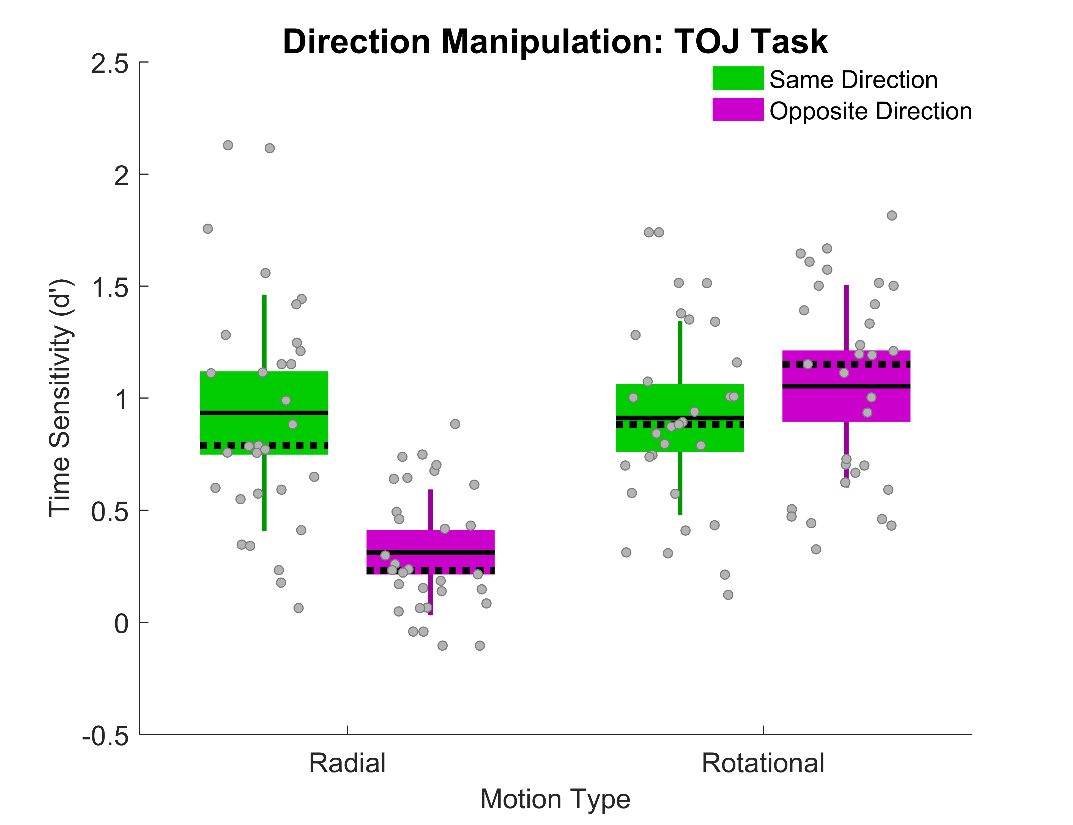 Direction Manipulation: TOJ Task
Same Direction
Opposite Direction
2.5
2
1.5
1
0.5
0
-0.5
Time Sensitivity (d')
Radial
Rotational
Motion Type